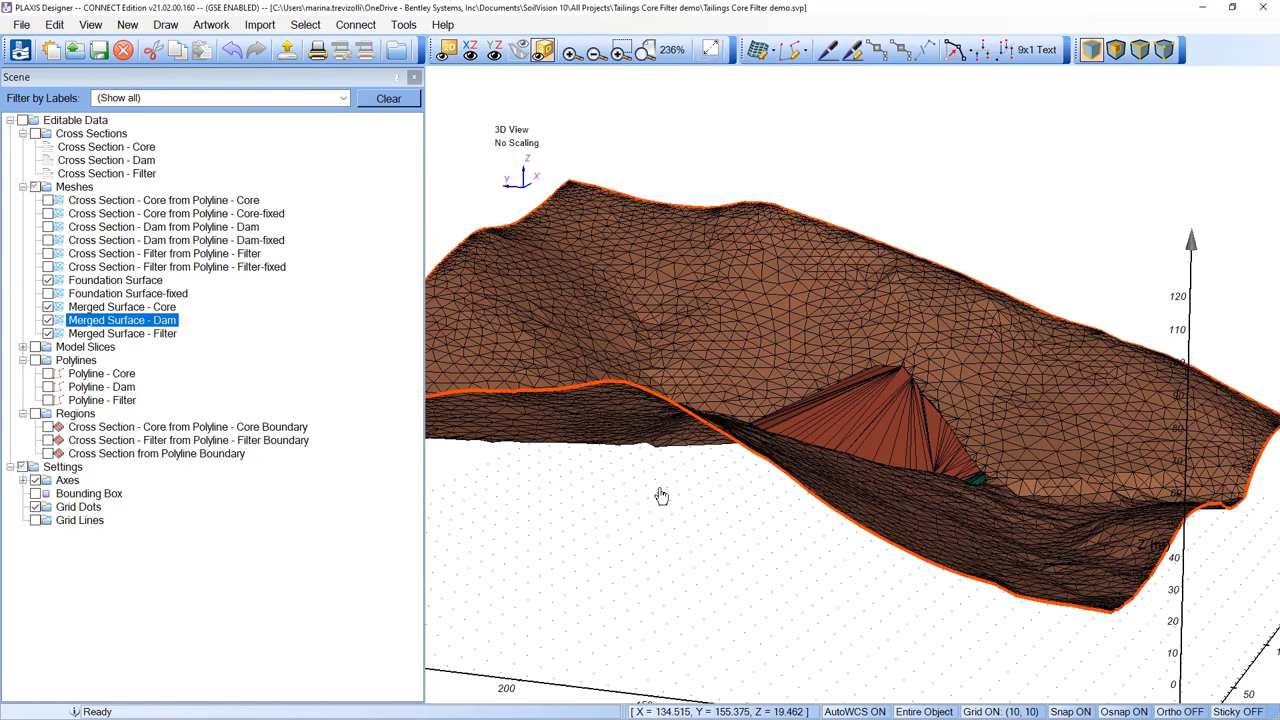 PLAXIS Designer -- CONNECT Edition v21.02.00.160 -- (GSE ENABLED) -- [C:\Users\marina.trevizolli\OneDrive - Bentley Systems, Inc\Documents\SoilVision 10\All Projects\Tailings Core Filter demo\Tailings Core Filter demo.svp]
File Edit View New Draw Artwork Import Select Connect Tools Help
2D XZ YZ 236% 9x1 Text
Scene
Filter by Labels: (Show all) Clear
Editable Data
Cross Sections
Cross Section - Core
Cross Section - Dam
Cross Section - Filter
Meshes
Cross Section - Core from Polyline - Core
Cross Section - Core from Polyline - Core-fixed
Cross Section - Dam from Polyline - Dam
Cross Section - Dam from Polyline - Dam-fixed
Cross Section - Filter from Polyline - Filter
Cross Section - Filter from Polyline - Filter-fixed
Foundation Surface
Foundation Surface-fixed
Merged Surface - Core
Merged Surface - Dam
Merged Surface - Filter
Model Slices
Polylines
Polyline - Core
Polyline - Dam
Polyline - Filter
Regions
Cross Section - Core from Polyline - Core Boundary
Cross Section - Filter from Polyline - Filter Boundary
Cross Section from Polyline Boundary
Settings
Axes
Bounding Box
Grid Dots
Grid Lines
3D View
No Scaling
Z
Y X
120
110
80
40
30
20
10
0
200
50
Ready [ X = 134.515, Y = 155.375, Z = 19.462 ] AutoWCS ON Entire Object Grid ON: (10, 10) Snap ON Osnap ON Ortho OFF Sticky OFF